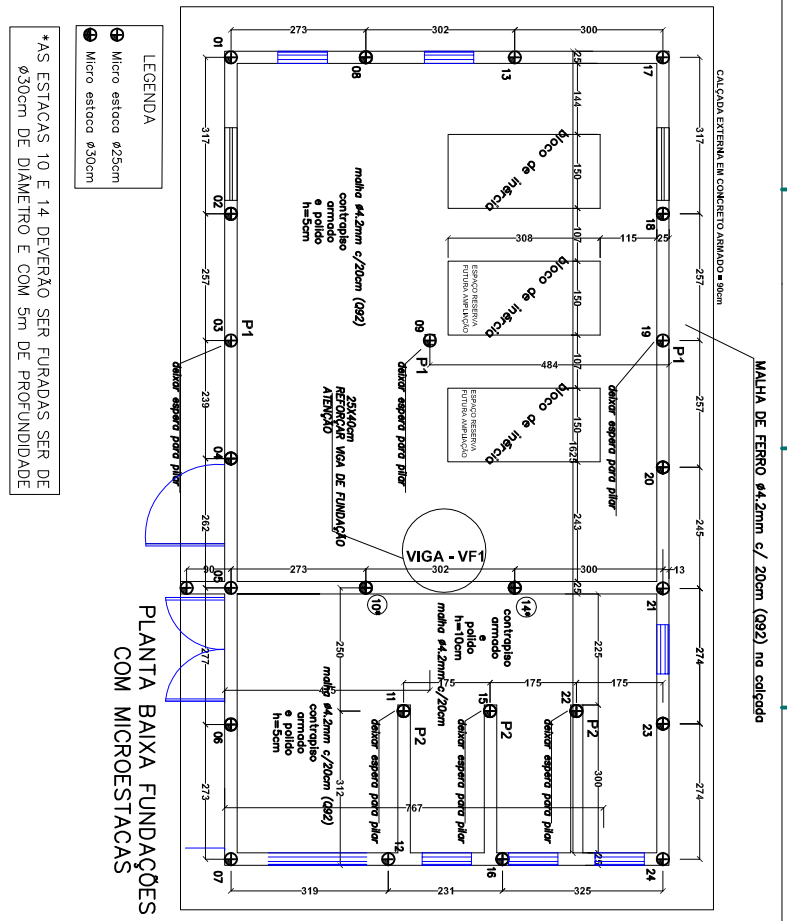 PLANTA BAIXA FUNDAÇÕES
COM MICROESTACAS
LEGENDA
Micro estaca ø25cm
Micro estaca ø30cm
*AS ESTACAS 10 E 14 DEVERÃO SER FURADAS SER DE
ø30cm DE DIÂMETRO E COM 5m DE PROFUNDIDADE
CALÇADA EXTERNA EM CONCRETO ARMADO = 90cm
MALHA DE FERRO ø4.2mm c/ 20cm (Q92) na calçada
273
302
300
01
08
13
17
25
144
317
317
bloco de inércia
150
malha ø4.2mm c/20cm (Q92)
contrapiso
armado
e polido
h=5cm
02
18
107
308
115
25
257
257
bloco de inércia
ESPAÇO RESERVA
FUTURA AMPLIAÇÃO
150
03
P1
09
P1
19
P1
484
deixar espera para pilar
deixar espera para pilar
deixar espera para pilar
107
239
257
bloco de inércia
ESPAÇO RESERVA
FUTURA AMPLIAÇÃO
150
1625
25X40cm
REFORÇAR VIGA DE FUNDAÇÃO
ATENÇÃO
04
20
262
243
245
VIGA - VF1
90
273
302
300
13
05
25
21
10*
14*
contrapiso
armado
e
polido
h=10cm
malha ø4.2mm c/20cm
277
250
225
274
175
175
175
11
15
22
P2
P2
P2
06
23
malha ø4.2mm c/20cm (Q92)
contrapiso
armado
e polido
h=5cm
deixar espera para pilar
deixar espera para pilar
deixar espera para pilar
273
312
300
274
767
25
07
12
16
24
319
231
325